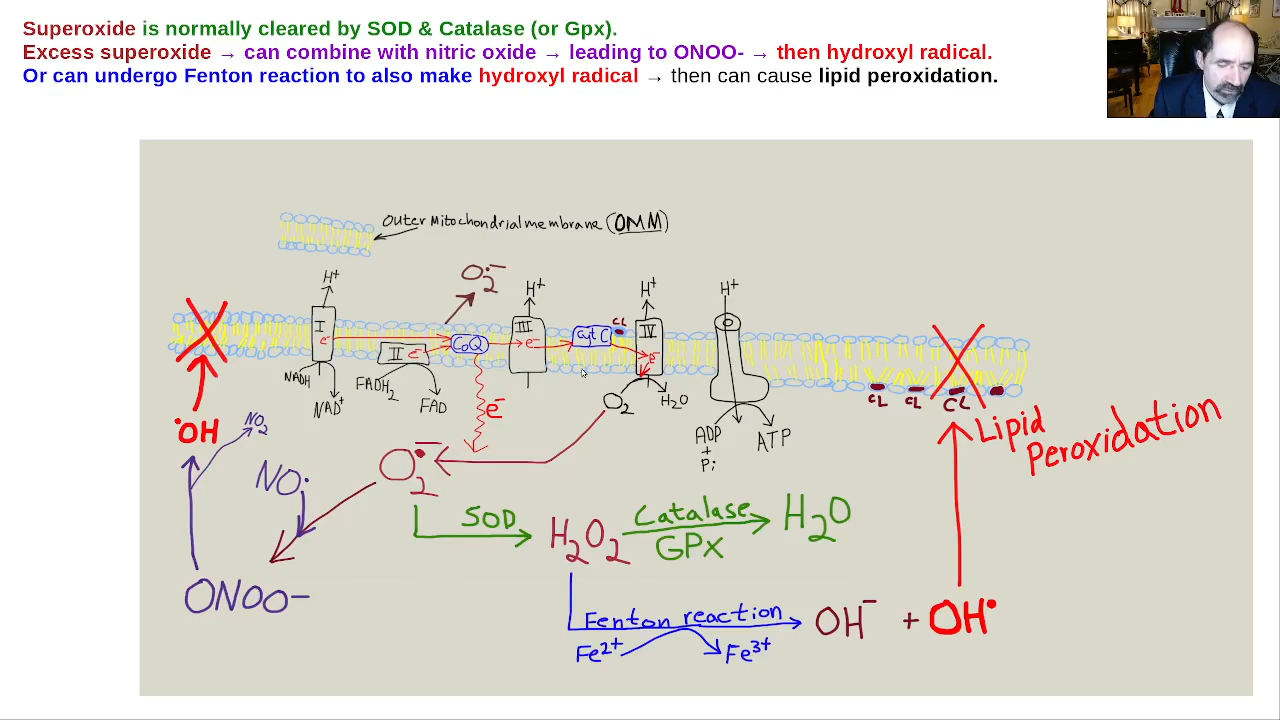 Superoxide is normally cleared by SOD & Catalase (or Gpx).
Excess superoxide → can combine with nitric oxide → leading to ONOO- → then hydroxyl radical.
Or can undergo Fenton reaction to also make hydroxyl radical → then can cause lipid peroxidation.
Outer Mitochondrial membrane (OMM)
O2•−
H+
H+
H+
H+
I
e-
II
e-
CoQ
III
e-
Cyt C
CL
IV
e-
NADH
NAD+
FADH2
FAD
e-
O2
H2O
ADP
+
Pi
ATP
CL
CL
CL
Lipid
Peroxidation
•OH
NO2
NO•
O2•−
SOD
H2O2
Catalase
GPx
H2O
ONOO−
Fenton reaction
Fe2+
Fe3+
OH− + OH•